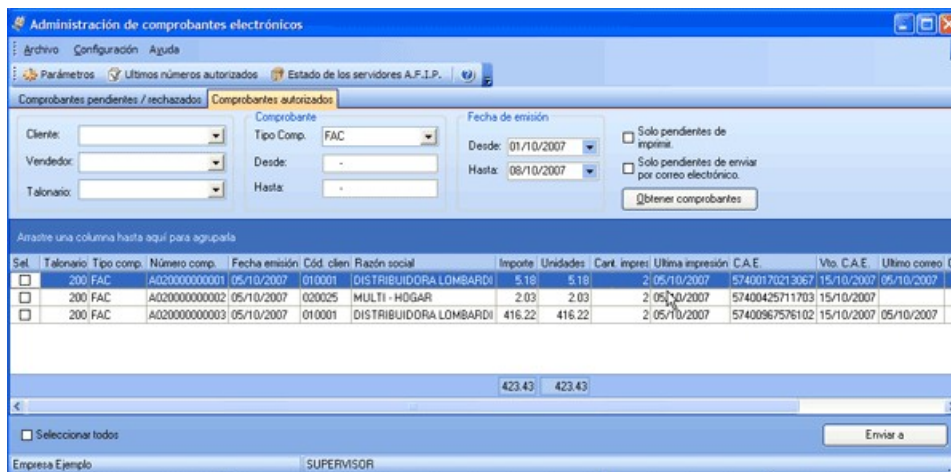 Administración de comprobantes electrónicos
Archivo Configuración Ayuda
Parámetros Ultimos números autorizados Estado de los servidores A.F.I.P.
Comprobantes pendientes / rechazados Comprobantes autorizados
Cliente:
Vendedor:
Talonario:
Comprobante
Tipo Comp. FAC
Desde: -
Hasta: -
Fecha de emisión
Desde: 01/10/2007
Hasta: 08/10/2007
Solo pendientes de
imprimir.
Solo pendientes de enviar
por correo electrónico.
Obtener comprobantes
Arrastre una columna hasta aquí para agruparla
Sel. Talonario Tipo comp. Número comp. Fecha emisión Cód. clien Razón social Importe Unidades Cant. impres Ultima impresión C.A.E. Vto. C.A.E. Ultimo correo
200 FAC A020000000001 05/10/2007 010001 DISTRIBUIDORA LOMBARDI 5.18 5.18 2 05/10/2007 57400170213067 15/10/2007 05/10/2007
200 FAC A020000000002 05/10/2007 020025 MULTI - HOGAR 2.03 2.03 2 05/10/2007 57400425711703 15/10/2007
200 FAC A020000000003 05/10/2007 010001 DISTRIBUIDORA LOMBARDI 416.22 416.22 2 05/10/2007 57400967576102 15/10/2007 05/10/2007
423.43 423.43
Seleccionar todos
Enviar a
Empresa Ejemplo SUPERVISOR